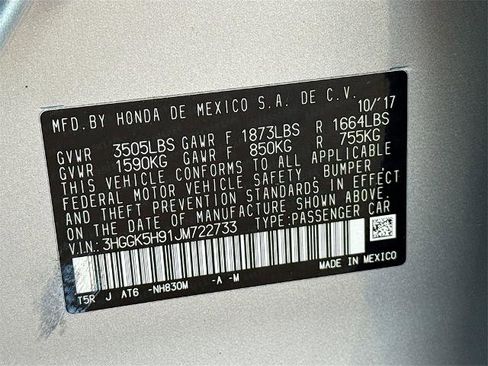 MFD.BY HONDA DE MEXICO S.A. DE C.V.
10/'17
GVWR 3505LBS GAWR F 1873LBS R 1664LBS
GVWR 1590KG GAWR F 850KG R 755KG
THIS VEHICLE CONFORMS TO ALL APPLICABLE
FEDERAL MOTOR VEHICLE SAFETY, BUMPER,
AND THEFT PREVENTION STANDARDS IN EFFECT
ON THE DATE OF MANUFACTURE SHOWN ABOVE.
V.I.N.: 3HGGK5H91JM722733 TYPE:PASSENGER CAR
T5R J AT6 -NH830M -A -M MADE IN MEXICO